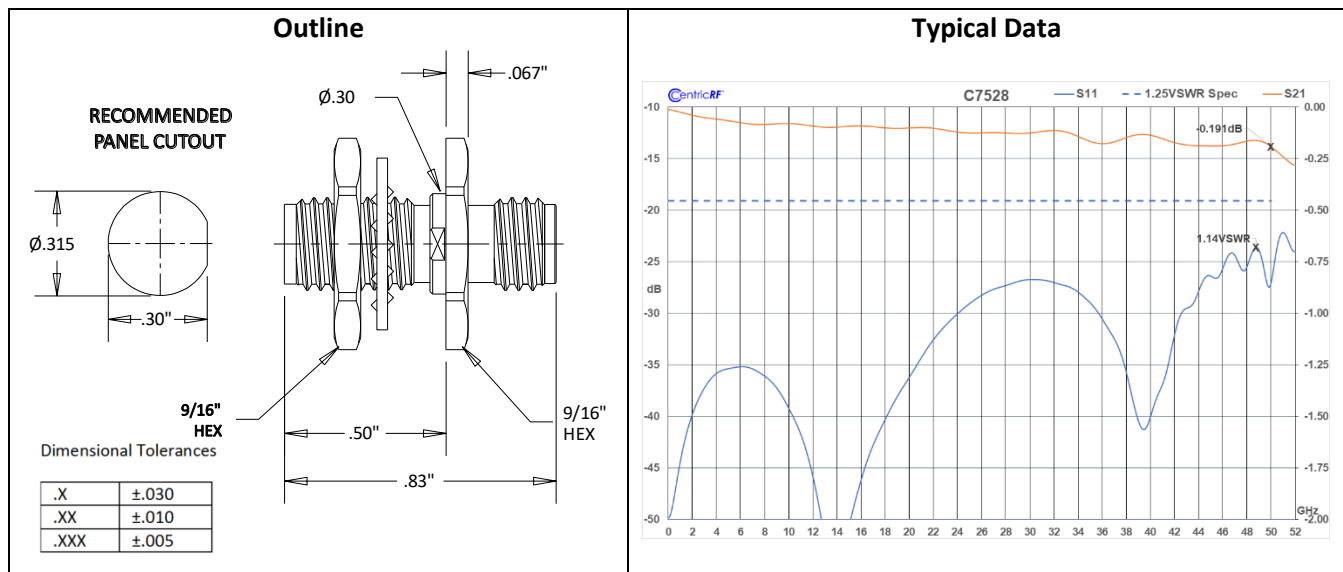 Outline
.067"
Ø.30
RECOMMENDED
PANEL CUTOUT
Ø.315
.30"
9/16"
HEX
9/16"
HEX
.50"
.83"
Dimensional Tolerances
.X ±.030
.XX ±.010
.XXX ±.005
Typical Data
CentricRF
C7528
S11 1.25VSWR Spec S21
-10 0.00
-0.191dB
-15 -0.25
-20 -0.50
1.14VSWR
-25 -0.75
dB
-30 -1.00
-35 -1.25
-40 -1.50
-45 -1.75
GHz
-50 -2.00
0 2 4 6 8 10 12 14 16 18 20 22 24 26 28 30 32 34 36 38 40 42 44 46 48 50 52